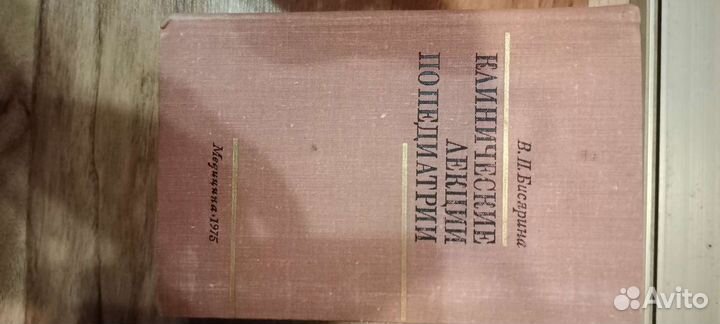 В.П.Бисярина
КЛИНИЧЕСКИЕ
ЛЕКЦИИ
ПО ПЕДИАТРИИ
Медицина·1975
Avito